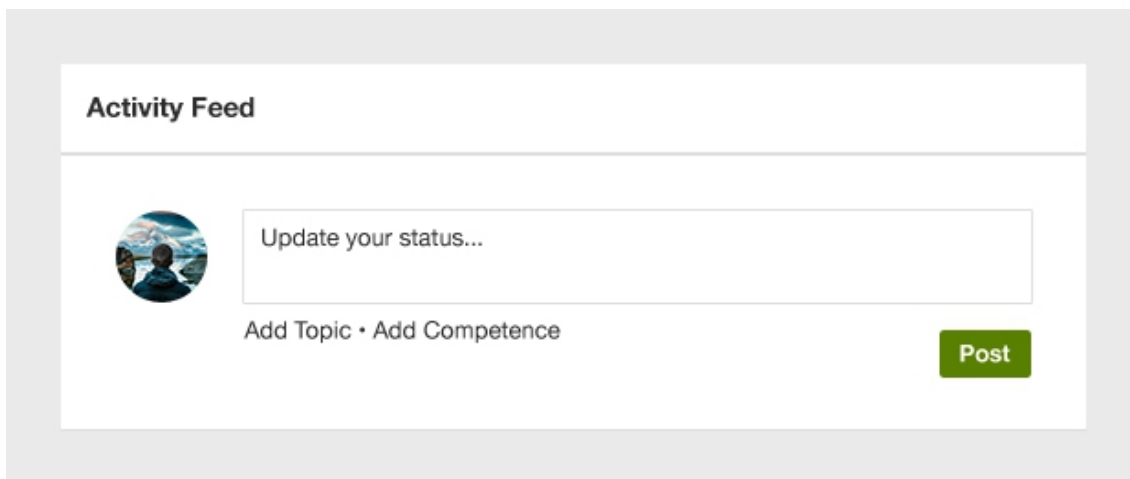 Activity Feed
Update your status...
Add Topic • Add Competence
Post